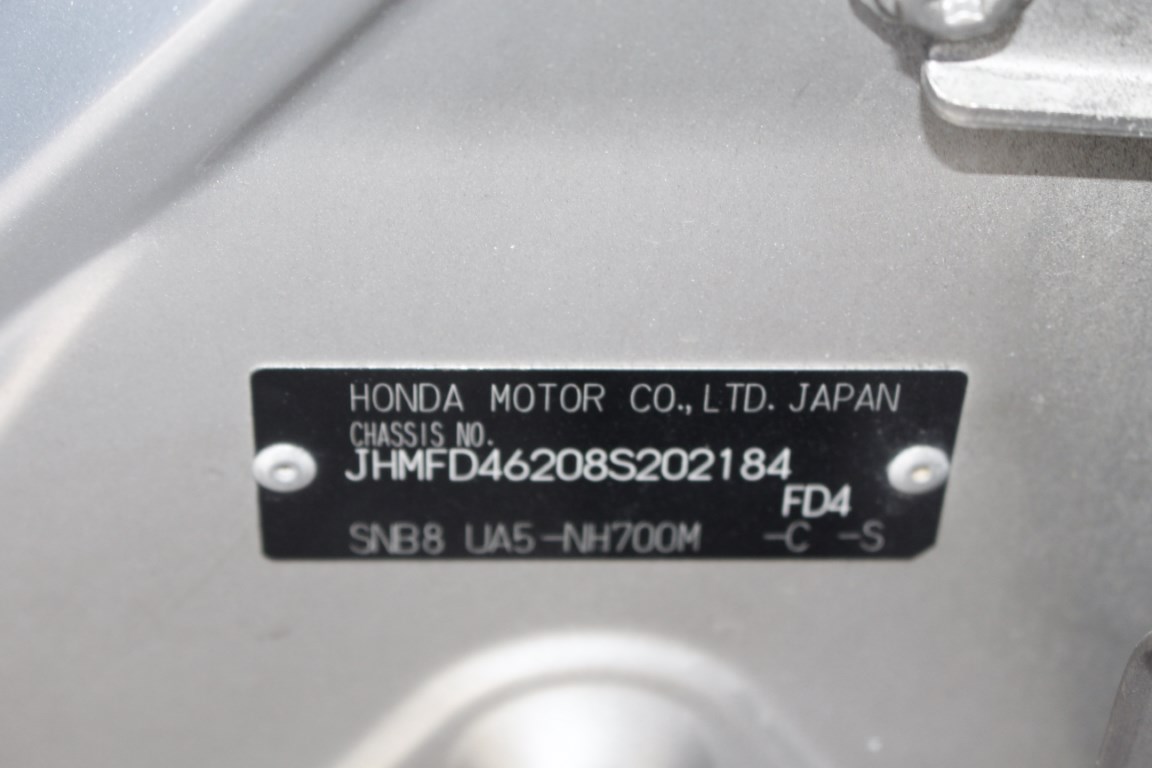 HONDA MOTOR CO., LTD. JAPAN
CHASSIS NO.
JHMFD46208S202184
FD4
SNB8 UA5-NH700M -C -S